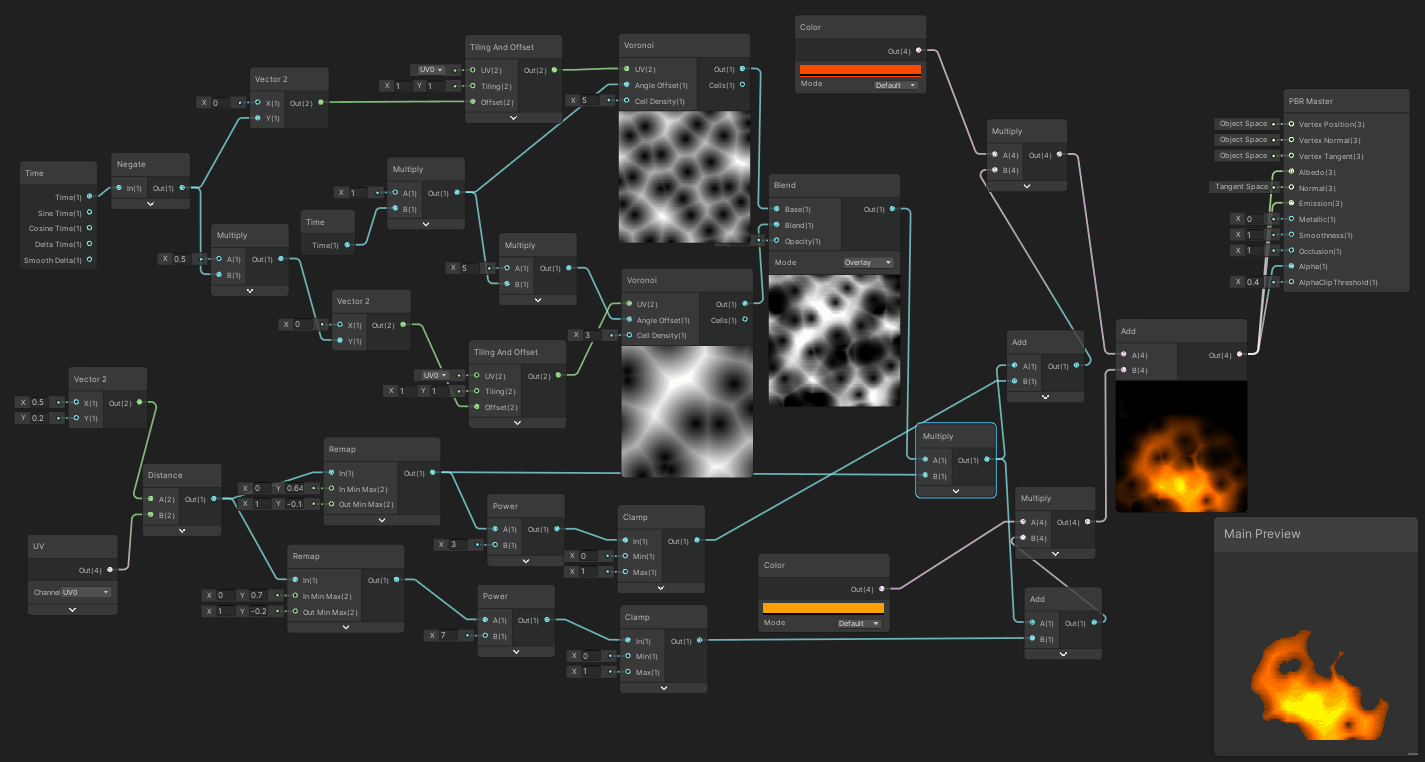 Time
Time(1)
Sine Time(1)
Cosine Time(1)
Delta Time(1)
Smooth Delta(1)
Negate
In(1) Out(1)
Vector 2
X 0 X(1) Out(2)
Y(1)
Multiply
X 0.5 A(1) Out(1)
B(1)
Time
Time(1)
Multiply
X 1 A(1) Out(1)
B(1)
Tiling And Offset
UV0 UV(2) Out(2)
X 1 Y 1 Tiling(2)
Offset(2)
Voronoi
UV(2) Out(1)
Angle Offset(1) Cells(1)
X 5 Cell Density(1)
Vector 2
X 0 X(1) Out(2)
Y(1)
Multiply
X 5 A(1) Out(1)
B(1)
Tiling And Offset
UV0 UV(2) Out(2)
X 1 Y 1 Tiling(2)
Offset(2)
Voronoi
UV(2) Out(1)
Angle Offset(1) Cells(1)
X 3 Cell Density(1)
Blend
Base(1) Out(1)
Blend(1)
Opacity(1)
Mode Overlay
Color
Out(4)
Mode Default
Multiply
A(4) Out(4)
B(4)
PBR Master
Object Space Vertex Position(3)
Object Space Vertex Normal(3)
Object Space Vertex Tangent(3)
Albedo(3)
Tangent Space Normal(3)
Emission(3)
X 0 Metallic(1)
X 1 Smoothness(1)
X 1 Occlusion(1)
Alpha(1)
X 0.4 AlphaClipThreshold(1)
Add
A(1) Out(1)
B(1)
Add
A(4) Out(4)
B(4)
Vector 2
X 0.5 X(1) Out(2)
Y 0.2 Y(1)
Distance
A(2) Out(1)
B(2)
UV
Out(4)
Channe UV0
Remap
In(1) Out(1)
X 0 Y 0.64 In Min Max(2)
X 1 Y -0.1 Out Min Max(2)
Remap
In(1) Out(1)
X 0 Y 0.7 In Min Max(2)
X 1 Y -0.2 Out Min Max(2)
Power
A(1) Out(1)
X 3 B(1)
Clamp
In(1) Out(1)
X 0 Min(1)
X 1 Max(1)
Power
A(1) Out(1)
X 7 B(1)
Clamp
In(1) Out(1)
X 0 Min(1)
X 1 Max(1)
Color
Out(4)
Mode Default
Multiply
A(1) Out(1)
B(1)
Multiply
A(4) Out(4)
B(4)
Add
A(1) Out(1)
B(1)
Main Preview